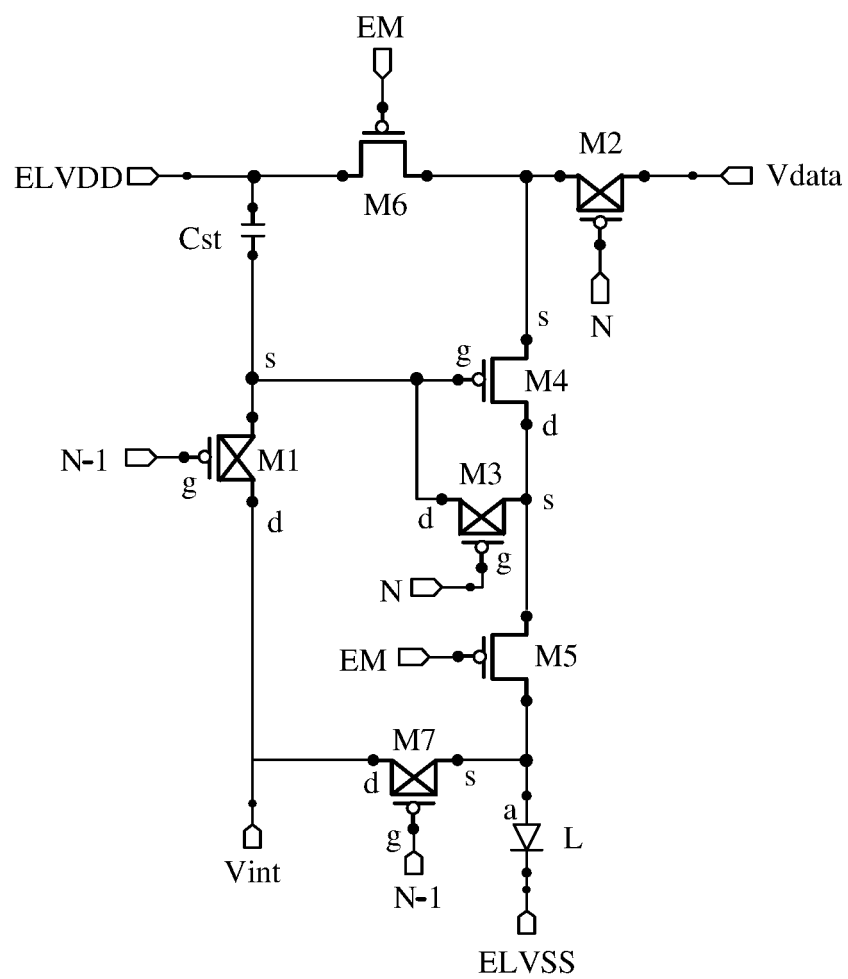 EM
M2
ELVDD
Vdata
M6
Cst
N
s
s
g
M4
d
N-1
M1
g
M3
d
d
s
g
N
EM
M5
M7
d
s
a
g
L
Vint
N-1
ELVSS